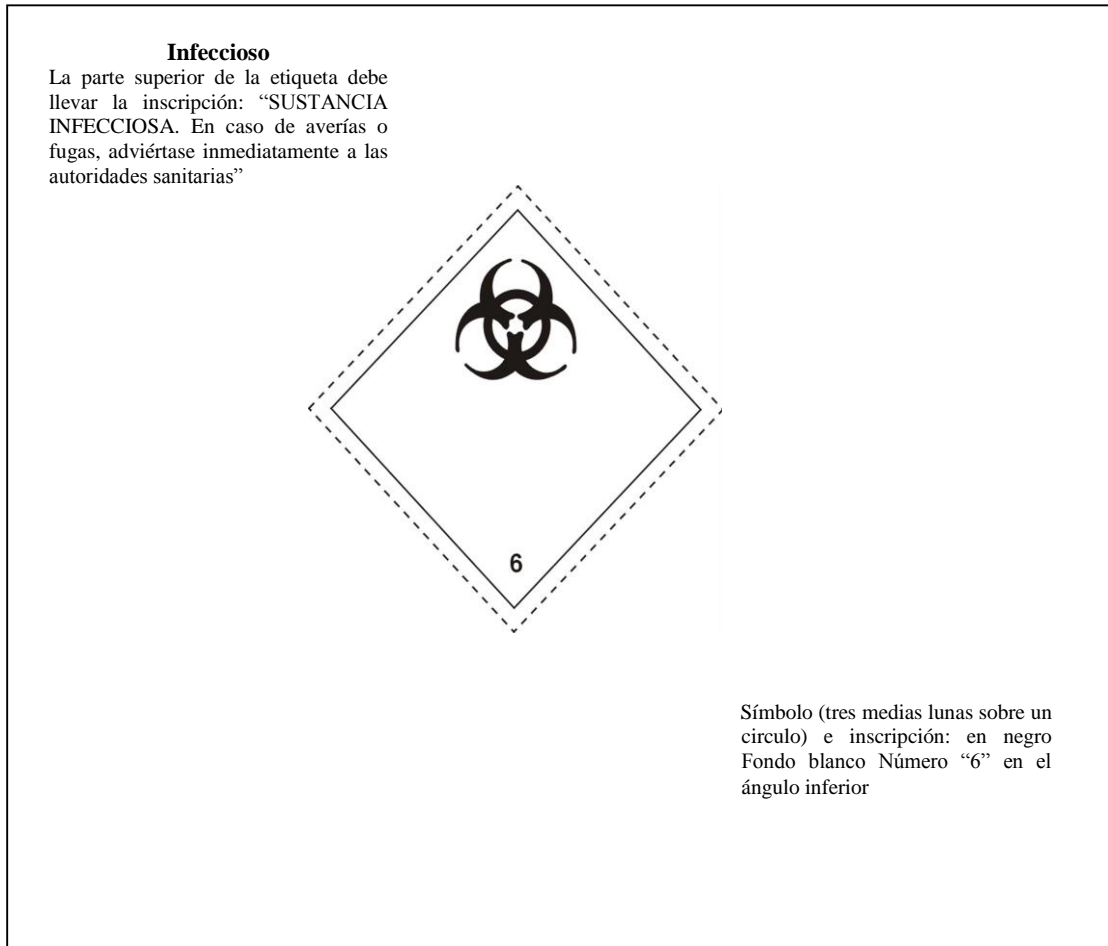 Infeccioso
La parte superior de la etiqueta debe
llevar la inscripción: “SUSTANCIA
INFECCIOSA. En caso de averías o
fugas, adviértase inmediatamente a las
autoridades sanitarias”
6
Símbolo (tres medias lunas sobre un
circulo) e inscripción: en negro
Fondo blanco Número “6” en el
ángulo inferior